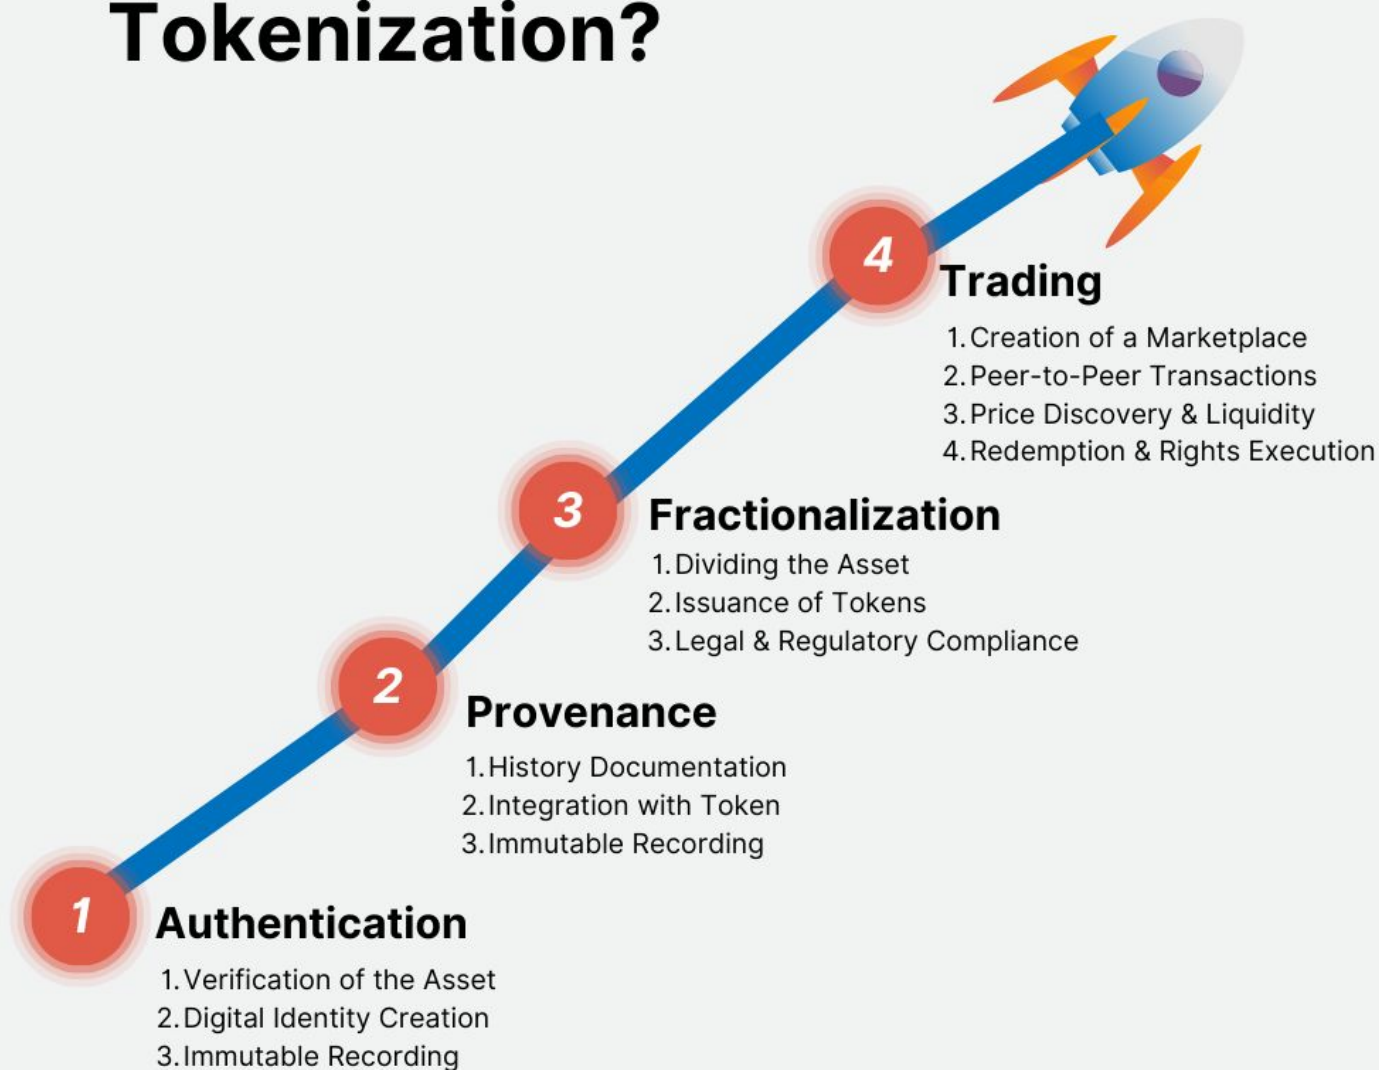 Tokenization?
4
Trading
1. Creation of a Marketplace
2. Peer-to-Peer Transactions
3. Price Discovery & Liquidity
4. Redemption & Rights Execution
3
Fractionalization
1. Dividing the Asset
2. Issuance of Tokens
3. Legal & Regulatory Compliance
2
Provenance
1. History Documentation
2. Integration with Token
3. Immutable Recording
1
Authentication
1. Verification of the Asset
2. Digital Identity Creation
3. Immutable Recording